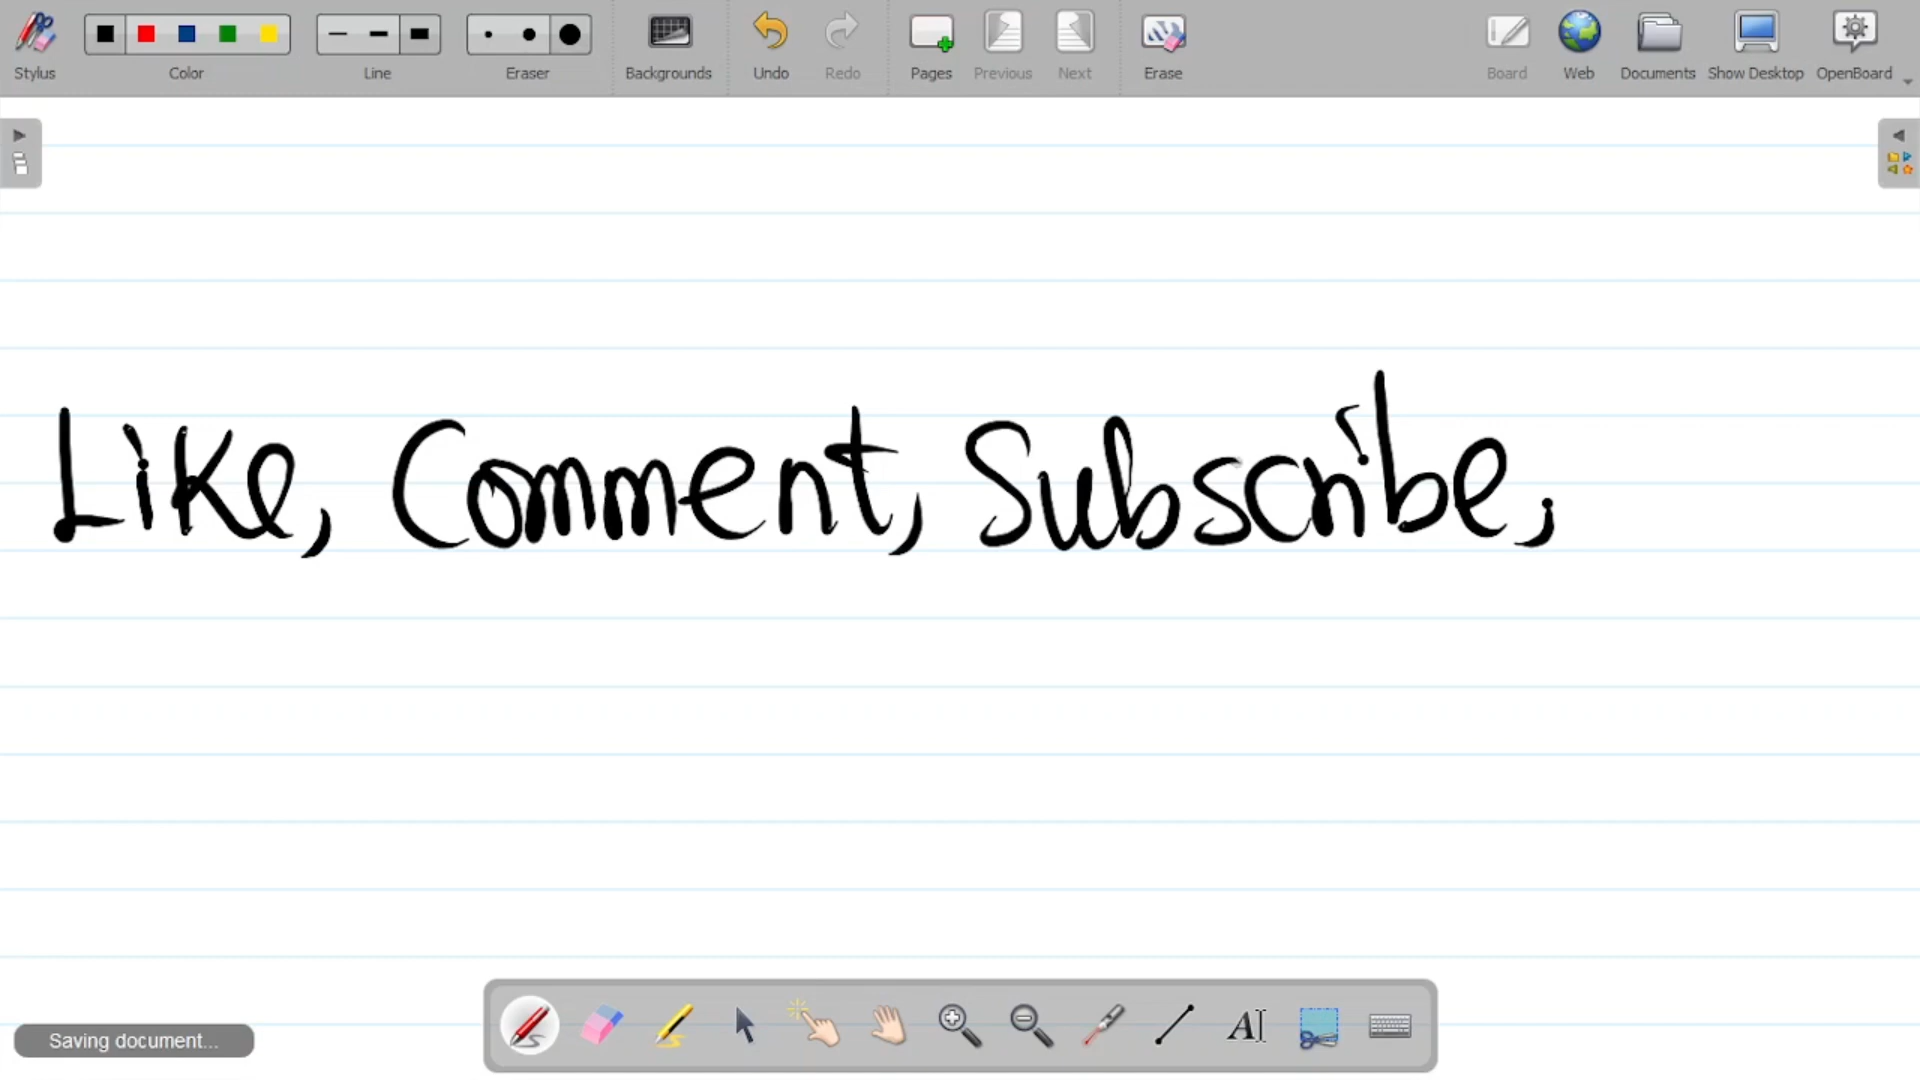 Stylus Color Line Eraser Backgrounds Undo Redo Pages Previous Next Erase Board Web Documents Show Desktop OpenBoard
Like, Comment, Subscribe,
Saving document...